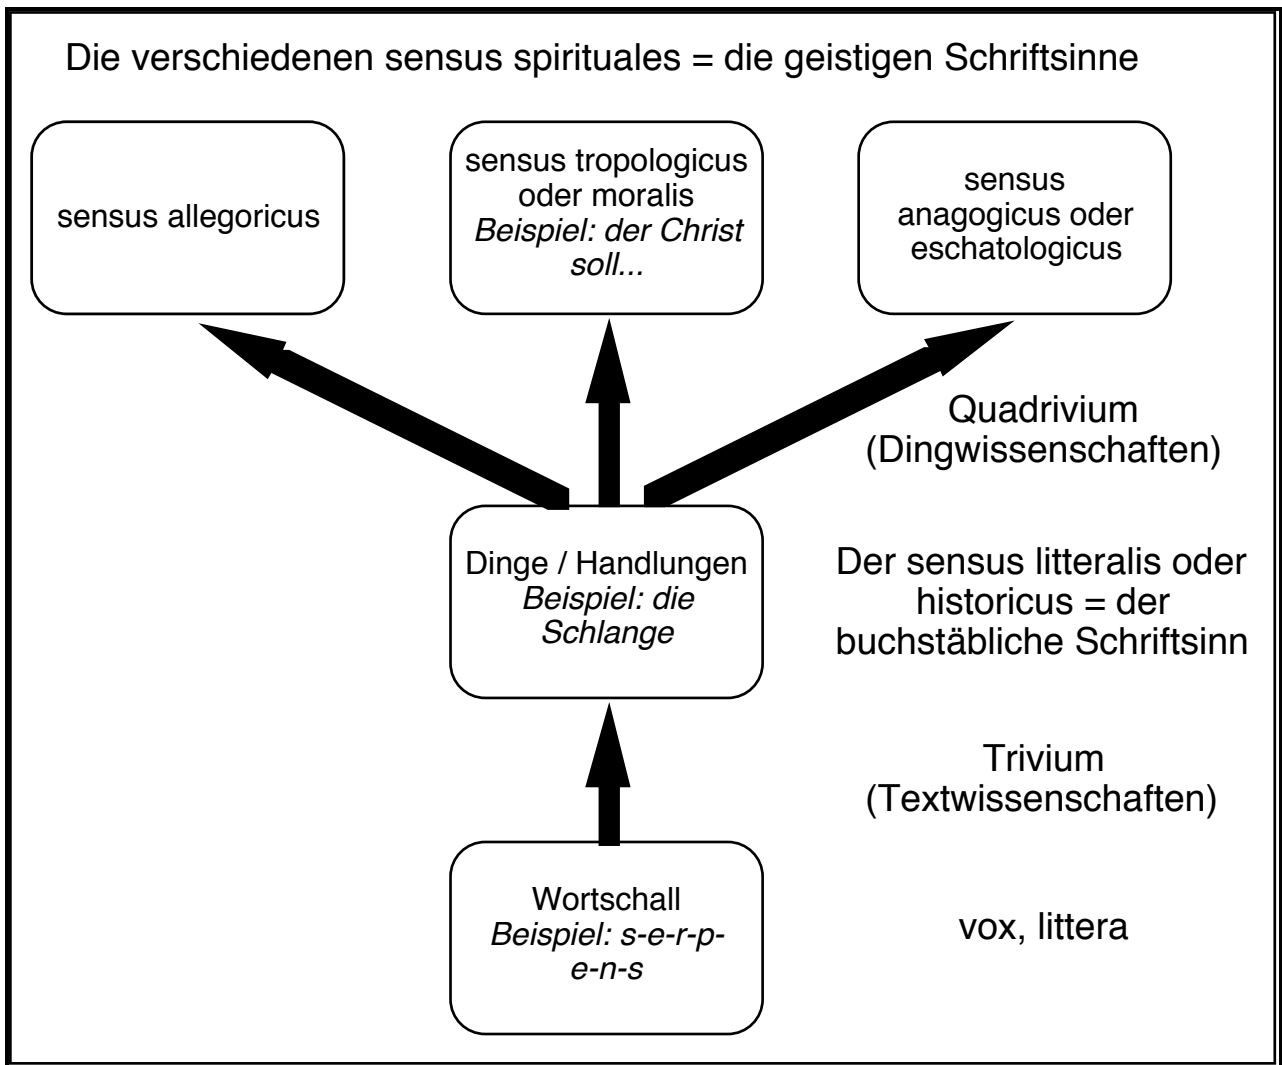 Die verschiedenen sensus spirituales = die geistigen Schriftsinne
sensus allegoricus
sensus tropologicus
oder moralis
Beispiel: der Christ
soll...
sensus
anagogicus oder
eschatologicus
Quadrivium
(Dingwissenschaften)
Dinge / Handlungen
Beispiel: die
Schlange
Der sensus litteralis oder
historicus = der
buchstäbliche Schriftsinn
Trivium
(Textwissenschaften)
Wortschall
Beispiel: s-e-r-p-
e-n-s
vox, littera